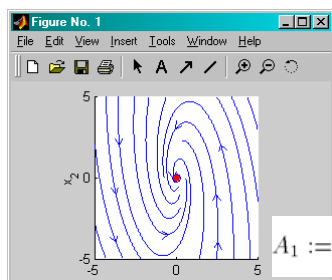 Figure No. 1
File Edit View Insert Tools Window Help
A
5
x2
0
-5
-5 0 5
A1 :=